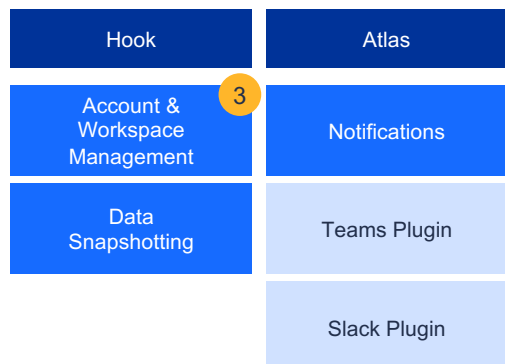 Hook
Atlas
3
Account &
Workspace
Management
Notifications
Data
Snapshotting
Teams Plugin
Slack Plugin